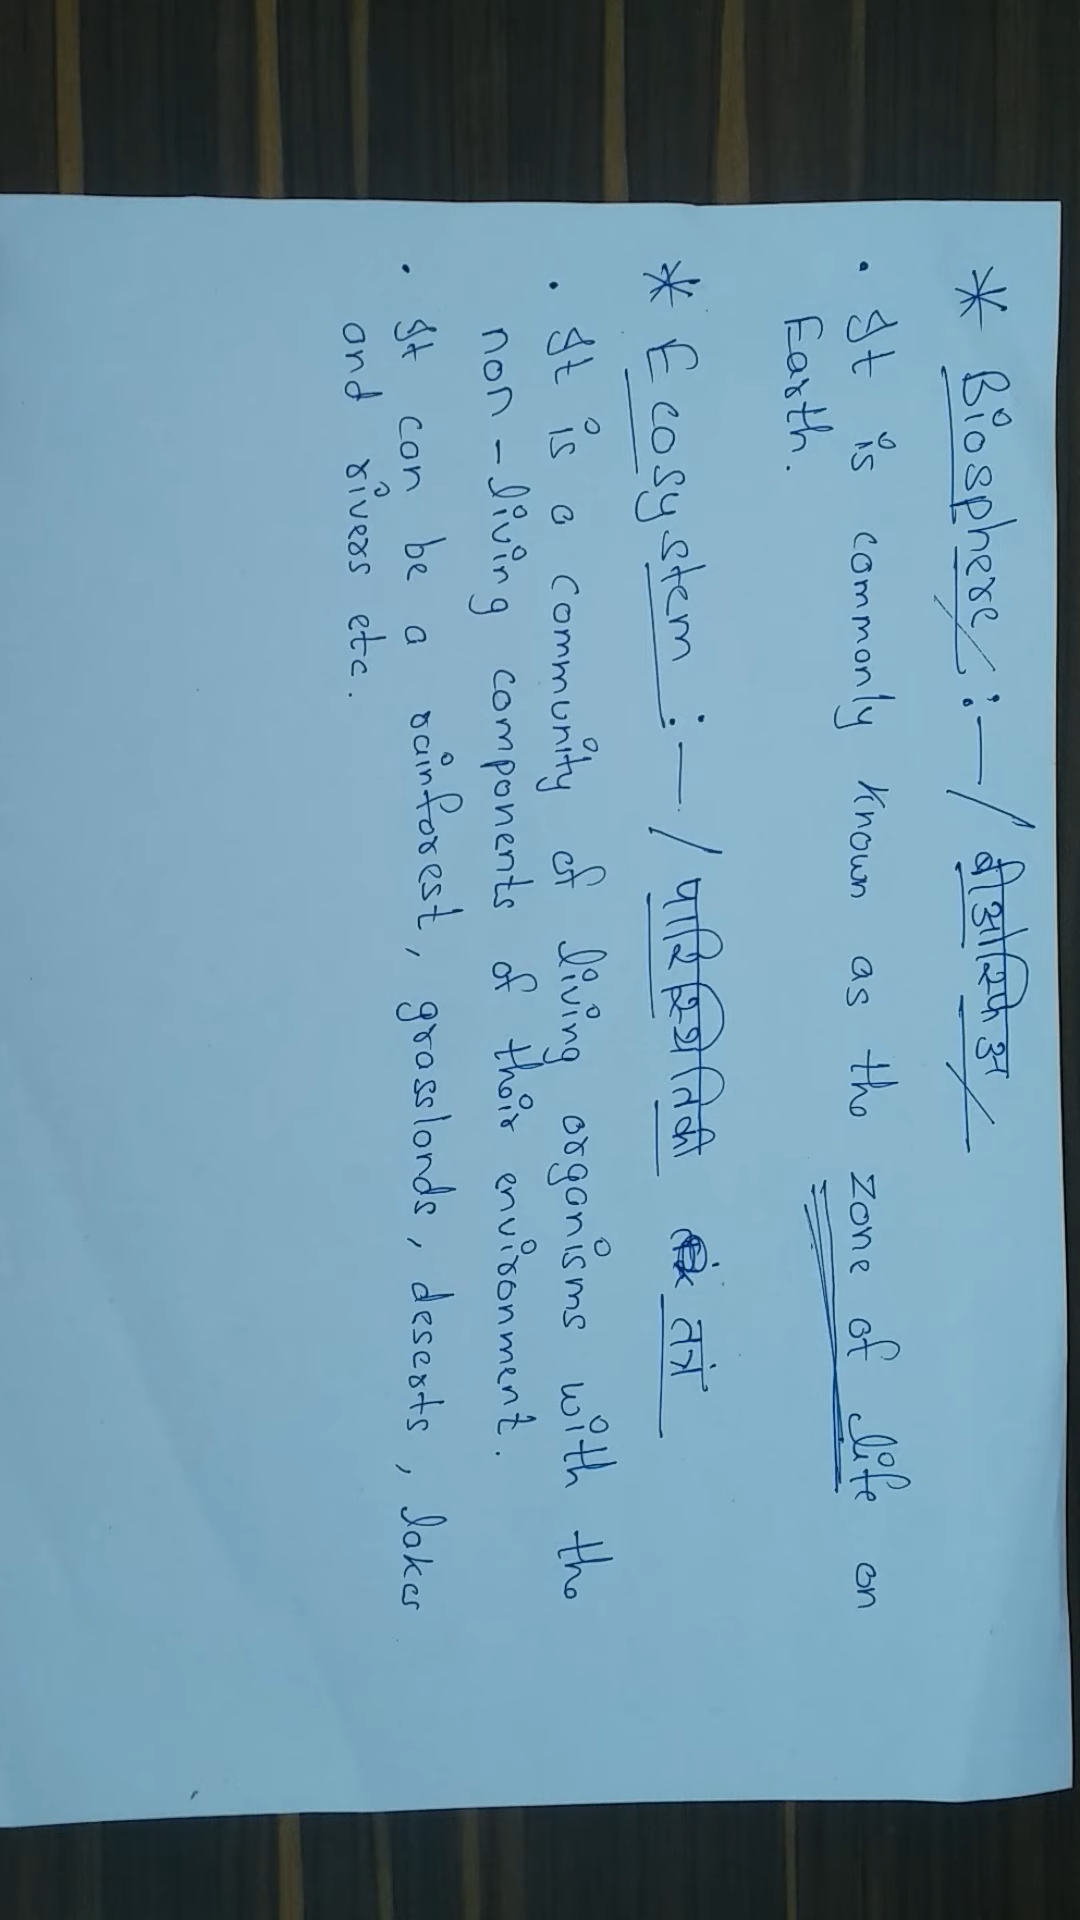 * Biosphere :- / बीओस्फिअ
• It is commonly known as the zone of life on
Earth.
* Ecosystem :- / पारिस्थितिकी तंत्र
• It is a community of living organisms with the
non-living components of their environment.
• It can be a rainforest, grasslands, deserts, lakes
and rivers etc.